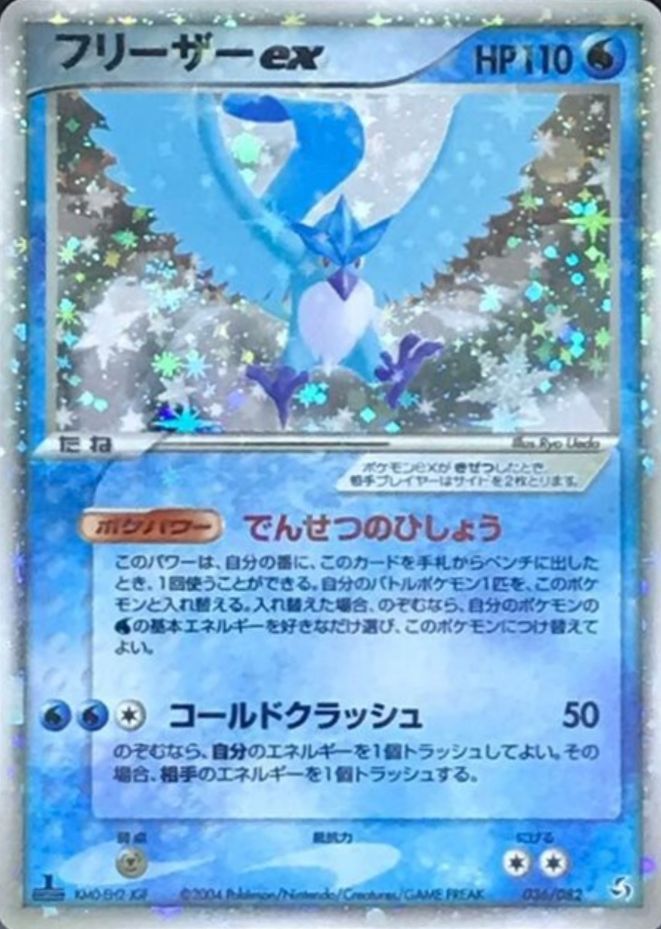 フリーザーex HP110
たね Illus. Ryo Ueda
ポケモンexが きぜつしたとき、
相手プレイヤーはサイドを2枚とります。
ポケパワー でんせつのひしょう
このパワーは、自分の番に、このカードを手札からベンチに出した
とき、1回使うことができる。自分のバトルポケモン1匹を、このポケ
モンと入れ替える。入れ替えた場合、のぞむなら、自分のポケモンの
の基本エネルギーを好きなだけ選び、このポケモンにつけ替えて
よい。
コールドクラッシュ 50
のぞむなら、自分のエネルギーを1個トラッシュしてよい。その
場合、相手のエネルギーを1個トラッシュする。
弱点 抵抗力 にげる
©2004 Pokémon/Nintendo/Creatures/GAME FREAK 036/082